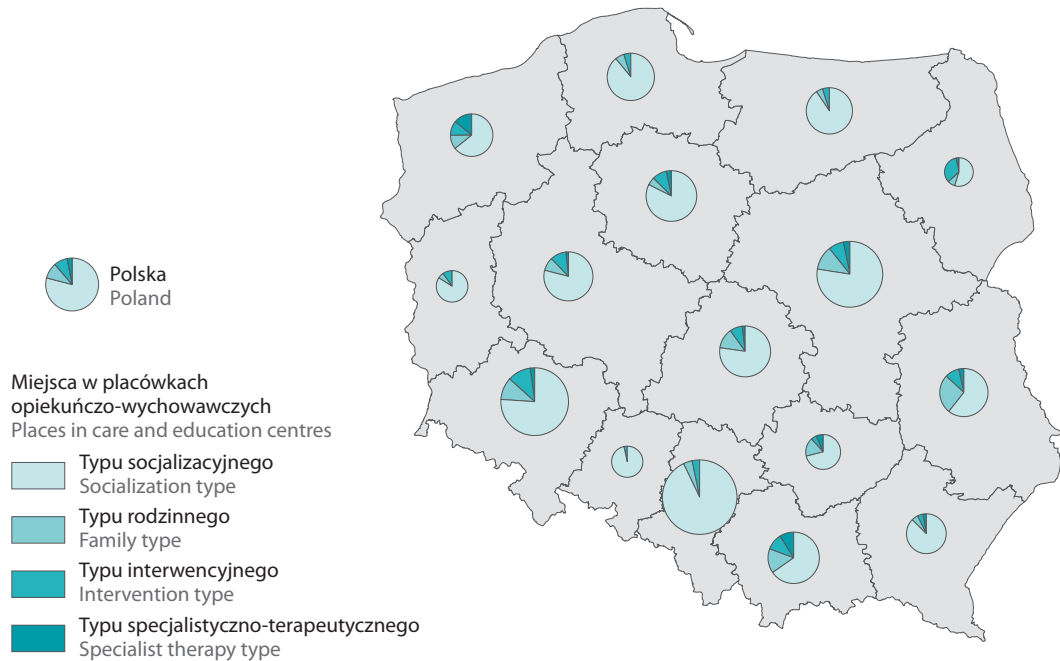 Polska
Poland
Miejsca w placówkach
opiekuńczo-wychowawczych
Places in care and education centres
Typu socjalizacyjnego
Socialization type
Typu rodzinnego
Family type
Typu interwencyjnego
Intervention type
Typu specjalistyczno-terapeutycznego
Specialist therapy type